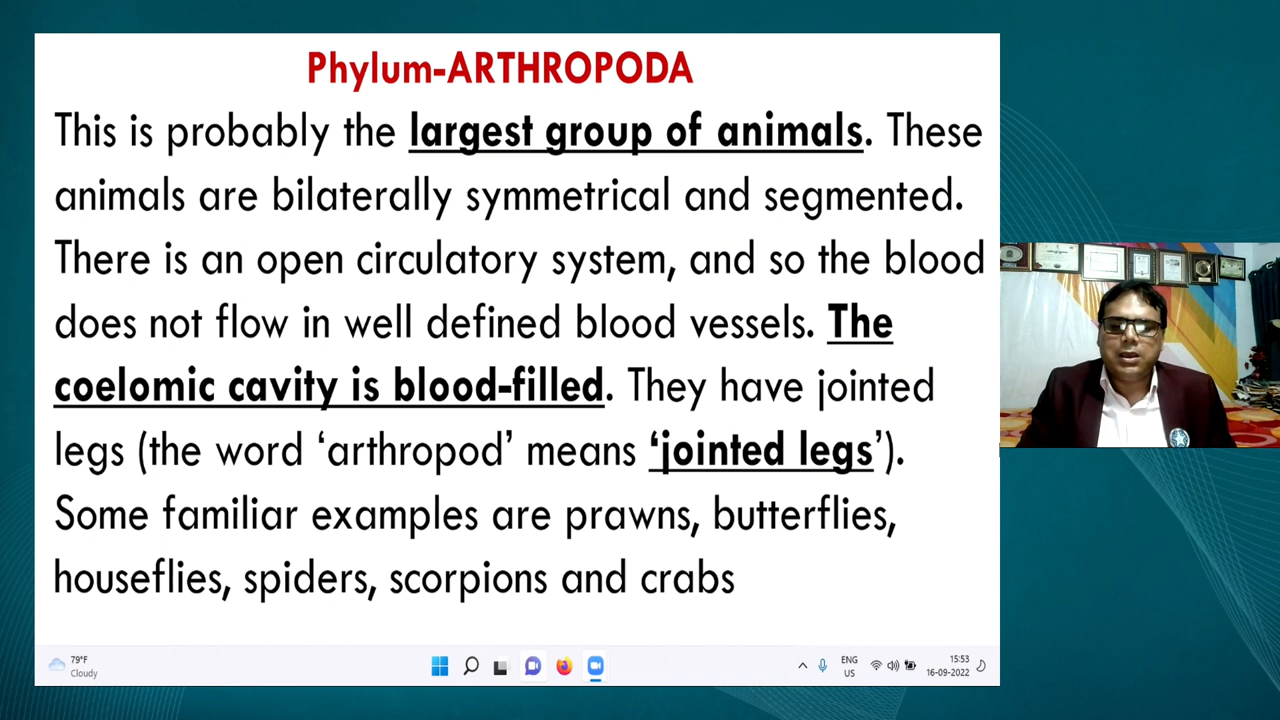 Phylum-ARTHROPODA
This is probably the largest group of animals. These
animals are bilaterally symmetrical and segmented.
There is an open circulatory system, and so the blood
does not flow in well defined blood vessels. The
coelomic cavity is blood-filled. They have jointed
legs (the word ‘arthropod’ means ‘jointed legs’).
Some familiar examples are prawns, butterflies,
houseflies, spiders, scorpions and crabs
79°F
Cloudy
ENG
US
15:53
16-09-2022